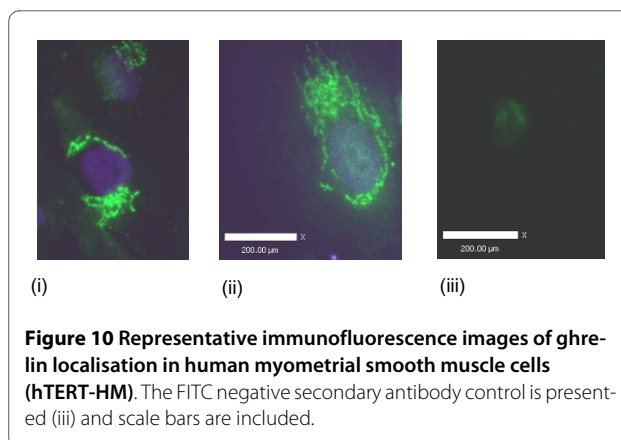 X
200.00 µm
X
200.00 µm
(i)
(ii)
(iii)
Figure 10 Representative immunofluorescence images of ghre-
lin localisation in human myometrial smooth muscle cells
(hTERT-HM). The FITC negative secondary antibody control is present-
ed (iii) and scale bars are included.